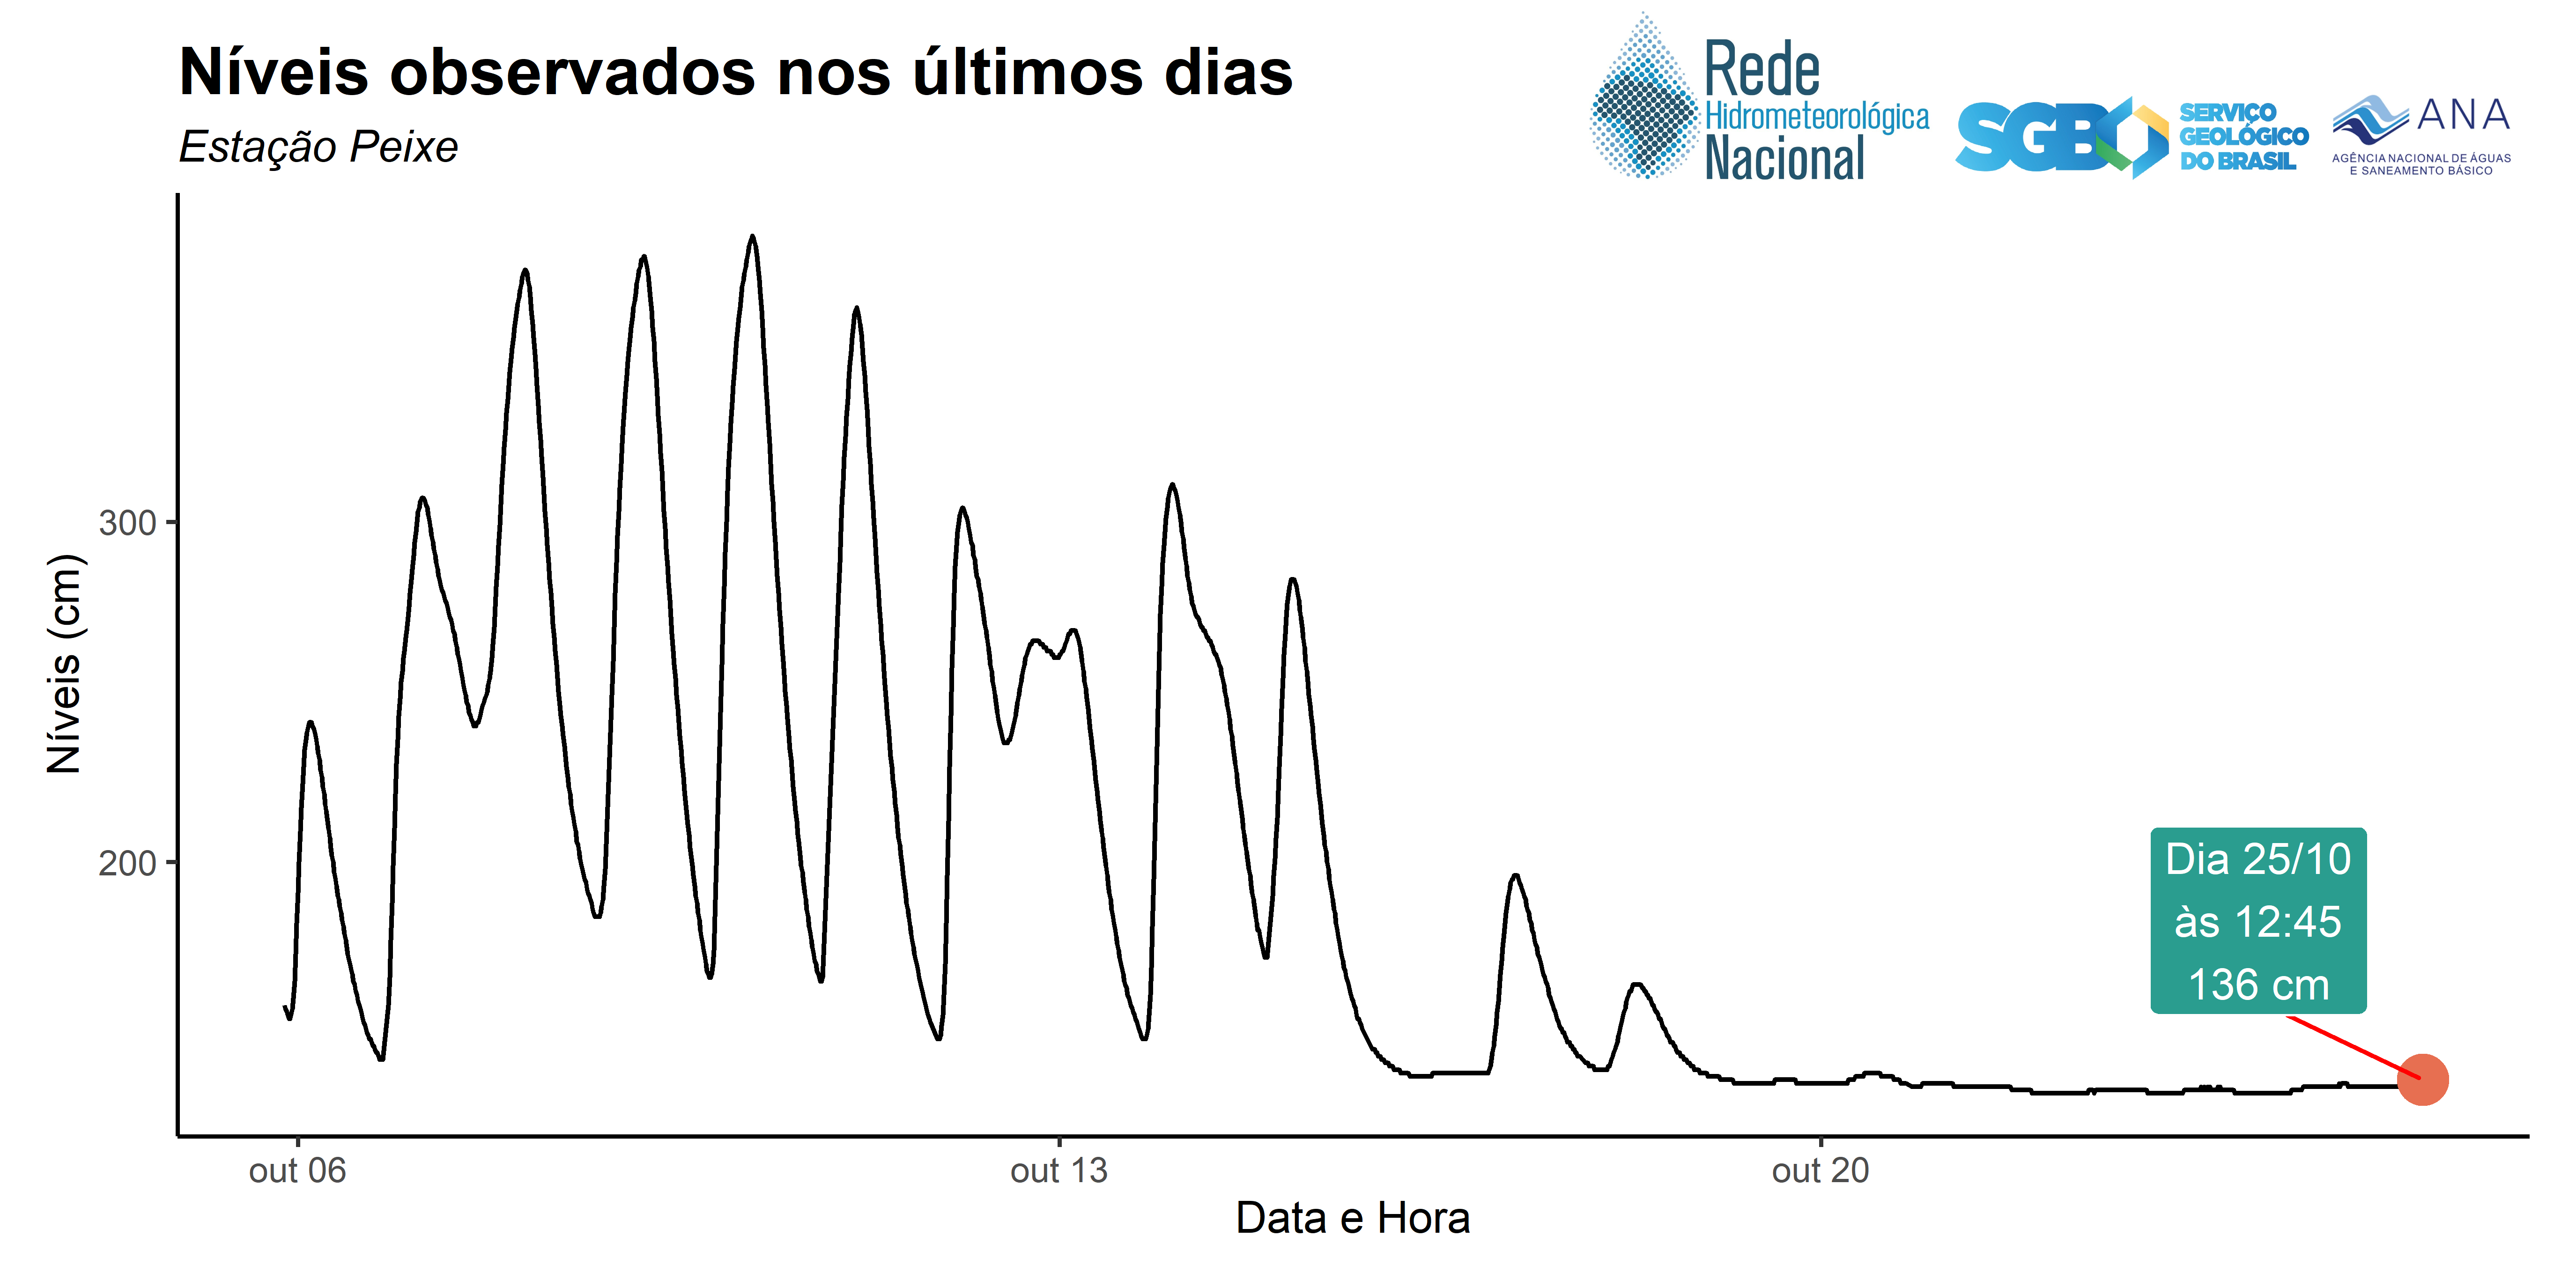 Níveis observados nos últimos dias
Estação Peixe
Rede
Hidrometeorológica
Nacional
SGB
SERVIÇO
GEOLÓGICO
DO BRASIL
ANA
AGÊNCIA NACIONAL DE ÁGUAS
E SANEAMENTO BÁSICO
Níveis (cm)
300
200
Dia 25/10
às 12:45
136 cm
out 06
out 13
out 20
Data e Hora